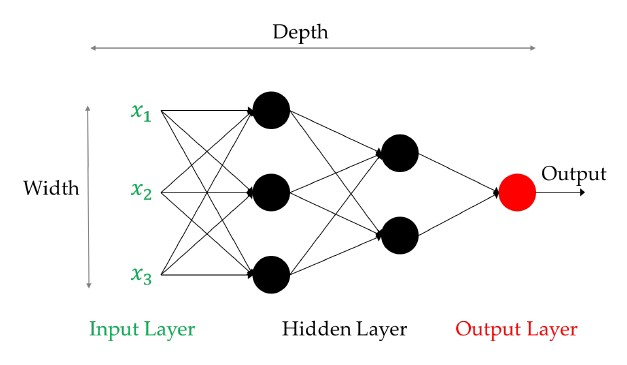 Depth
x₁
Width
x₂
Output
x₃
Input Layer
Hidden Layer
Output Layer